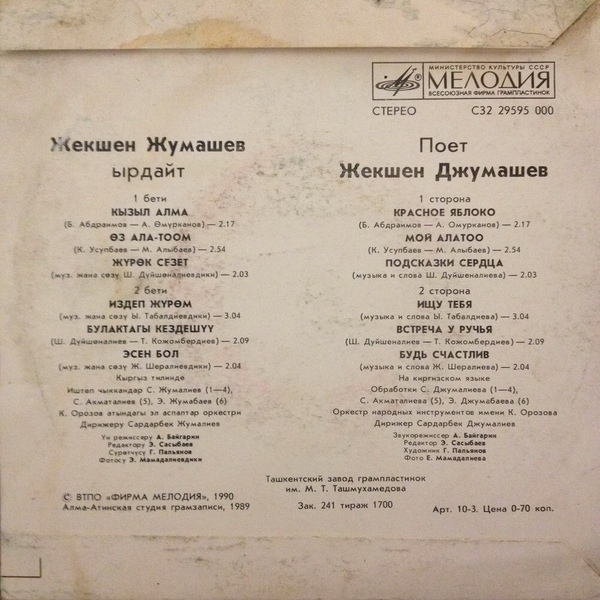 МИНИСТЕРСТВО КУЛЬТУРЫ СССР
МЕЛОДИЯ
ВСЕСОЮЗНАЯ ФИРМА ГРАМПЛАСТИНОК
СТЕРЕО С32 29595 000
Жекшен Жумашев
ырдайт
1 бети
КЫЗЫЛ АЛМА
(Б. Абдраимов — А. Өмурканов) — 2.17
ӨЗ АЛА-ТООМ
(К. Усупбаев — М. Алыбаев) — 2.54
ЖҮРӨК СЕЗЕТ
(муз. жана сөзү Ш. Дүйшөналиевдики) — 2.03
2 бети
ИЗДЕП ЖҮРӨМ
(муз. жана сөзү Ы. Табалдиевдики) — 3.04
БУЛАКТАГЫ КЕЗДЕШҮҮ
(Ш. Дүйшөналиев — Т. Кожомбердиев) — 2.09
ЭСЕН БОЛ
(муз. жана сөзү Ж. Шералиевдики) — 2.04
Кыргыз тилинде
Иштеп чыккандар С. Жумалиев (1—4),
С. Акматалиев (5), Э. Жумабаев (6)
К. Орозов атындагы эл аспаптар оркестри
Дирижеру Сардарбек Жумалиев
Үн режиссеру А. Байгарин
Редактору Э. Сасыбаев
Сүрөтчүсү Г. Пальянов
Фотосу Э. Мамадалиевдики
© ВТПО «ФИРМА МЕЛОДИЯ», 1990
Алма-Атинская студия грамзаписи, 1989
Поет
Жекшен Джумашев
1 сторона
КРАСНОЕ ЯБЛОКО
(Б. Абдраимов — А. Омурканов) — 2.17
МОЙ АЛАТОО
(К. Усупбаев — М. Алыбаев) — 2.54
ПОДСКАЗКИ СЕРДЦА
(музыка и слова Ш. Дуйшеналиева) — 2.03
2 сторона
ИЩУ ТЕБЯ
(музыка и слова Ы. Табалдиева) — 3.04
ВСТРЕЧА У РУЧЬЯ
(Ш. Дуйшеналиев — Т. Кожомбердиев) — 2.09
БУДЬ СЧАСТЛИВ
(музыка и слова Ж. Шералиева) — 2.04
На киргизском языке
Обработки С. Джумалиева (1—4),
С. Акматалиева (5), Э. Джумабаева (6)
Оркестр народных инструментов имени К. Орозова
Дирижер Сардарбек Джумалиев
Звукорежиссер А. Байгарин
Редактор Э. Сасыбаев
Художник Г. Пальянов
Фото Е. Мамадалиева
Ташкентский завод грампластинок
им. М. Т. Ташмухамедова
Зак. 241 тираж 1700
Арт. 10-3. Цена 0-70 коп.